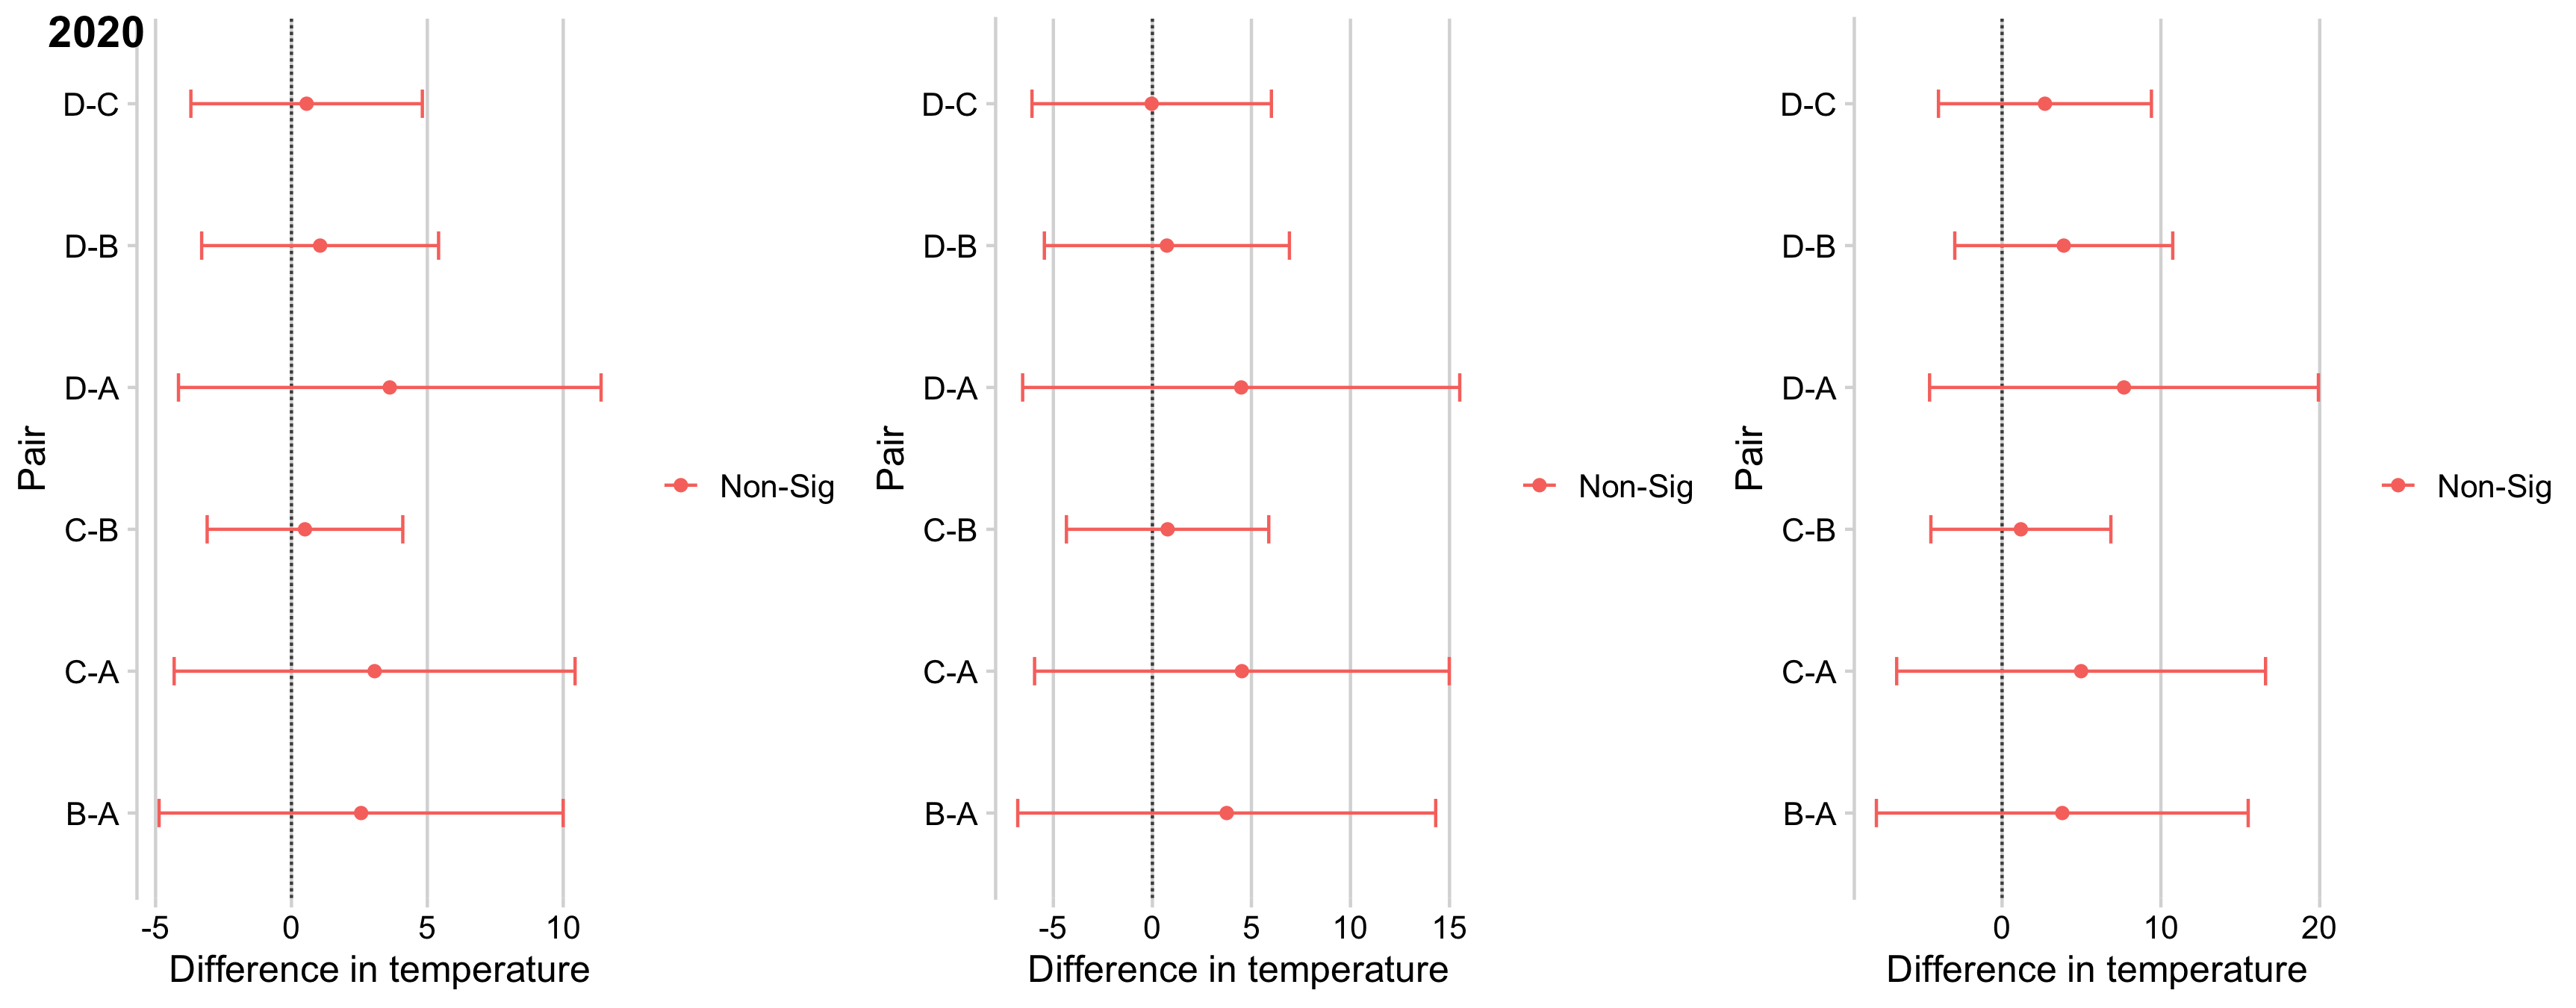 2020
D-C
D-B
D-A
C-B
C-A
B-A
Pair
-5 0 5 10
Difference in temperature
Non-Sig
D-C
D-B
D-A
C-B
C-A
B-A
Pair
-5 0 5 10 15
Difference in temperature
Non-Sig
D-C
D-B
D-A
C-B
C-A
B-A
Pair
0 10 20
Difference in temperature
Non-Sig